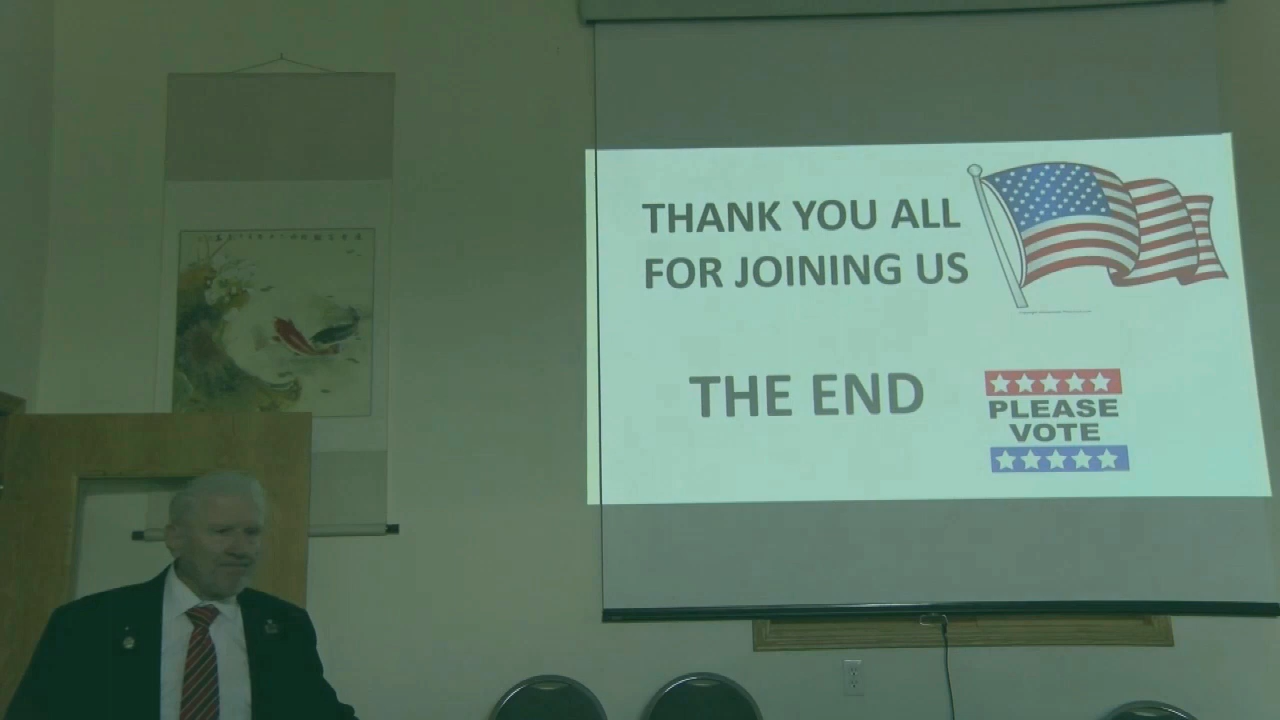 THANK YOU ALL
FOR JOINING US
THE END
PLEASE
VOTE